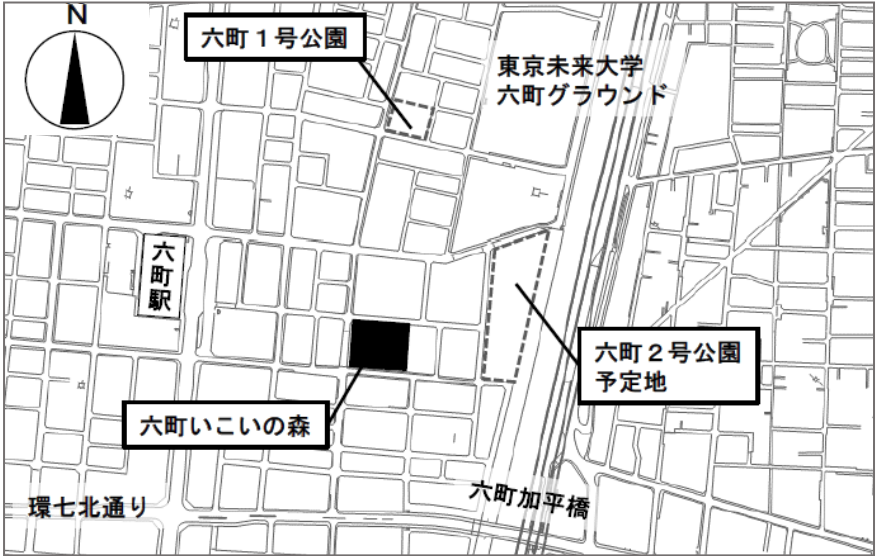 N
六町１号公園
東京未来大学
六町グラウンド
六町駅
六町２号公園
予定地
六町いこいの森
六町加平橋
環七北通り